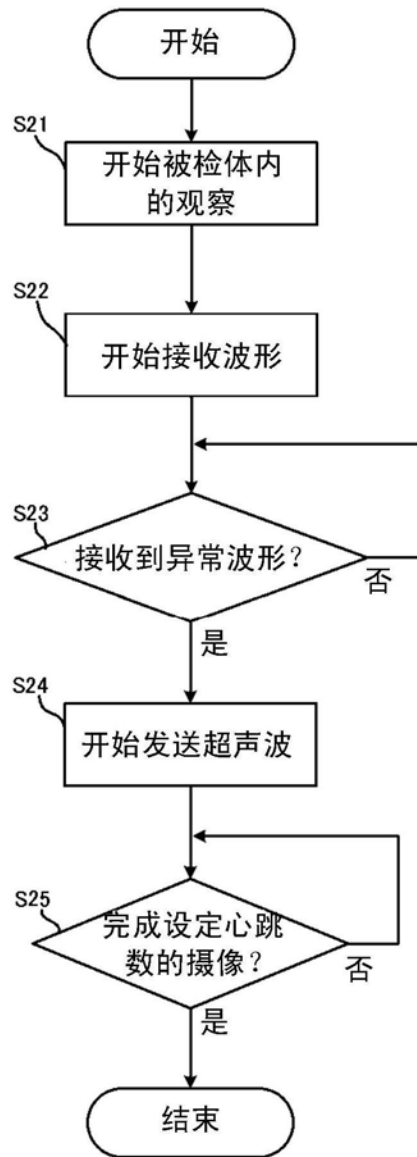 开始
S21
开始被检体内
的观察
S22
开始接收波形
S23
接收到异常波形？
否
是
S24
开始发送超声波
S25
完成设定心跳
数的摄像？
否
是
结束